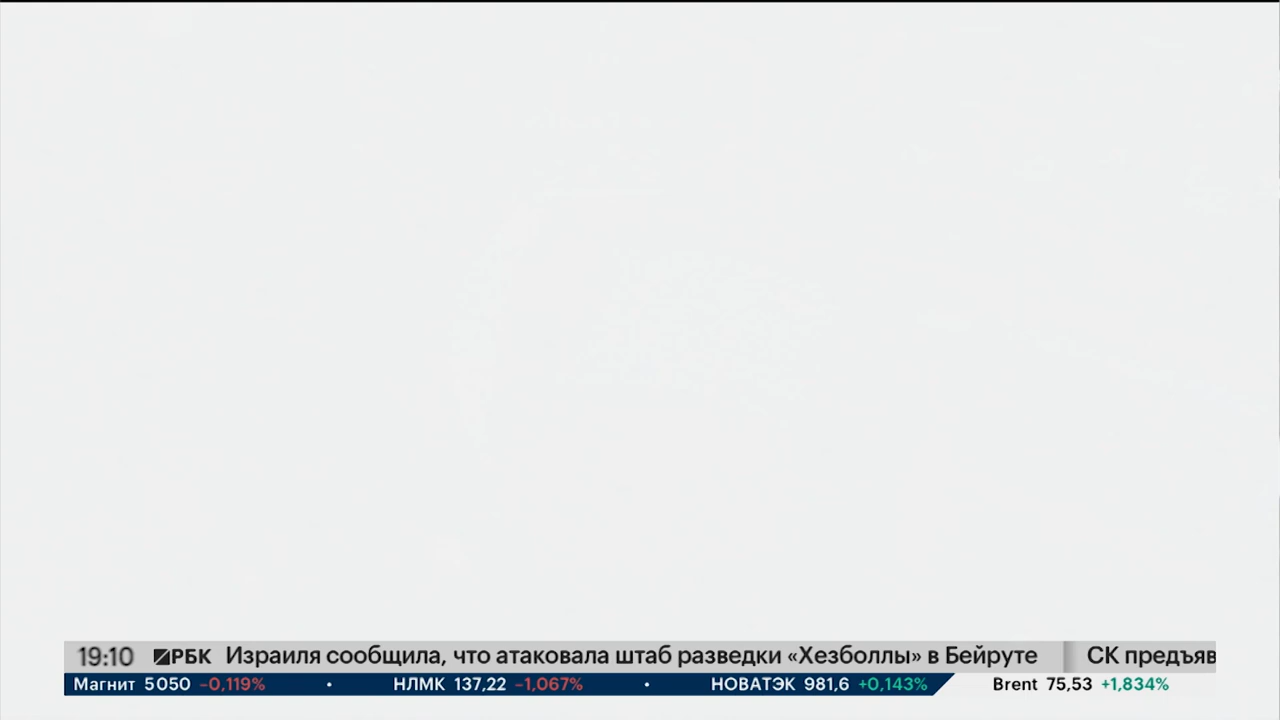 19:10 РБК Израиля сообщила, что атаковала штаб разведки «Хезболлы» в Бейруте СК предъяв
Магнит 5050 −0,119% • НЛМК 137,22 −1,067% • НОВАТЭК 981,6 +0,143% Brent 75,53 +1,834%